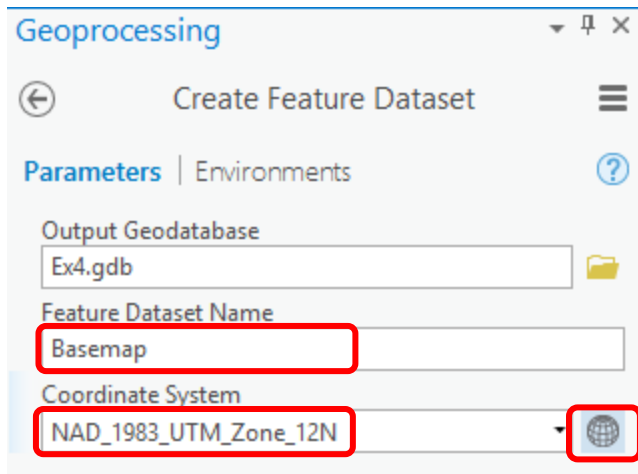 Geoprocessing
Create Feature Dataset
Parameters | Environments
?
Output Geodatabase
Ex4.gdb
Feature Dataset Name
Basemap
Coordinate System
NAD_1983_UTM_Zone_12N